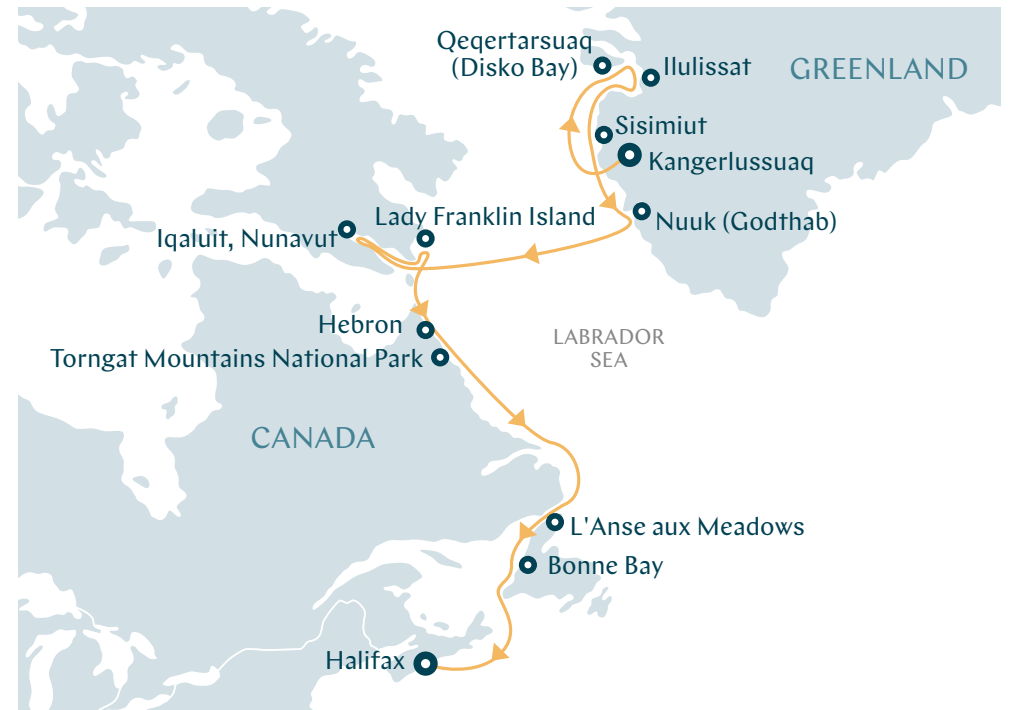 Qeqertarsuaq
(Disko Bay)
Ilulissat
GREENLAND
Sisimiut
Kangerlussuaq
Lady Franklin Island
Nuuk (Godthab)
Iqaluit, Nunavut
Hebron
LABRADOR
SEA
Torngat Mountains National Park
CANADA
L'Anse aux Meadows
Bonne Bay
Halifax